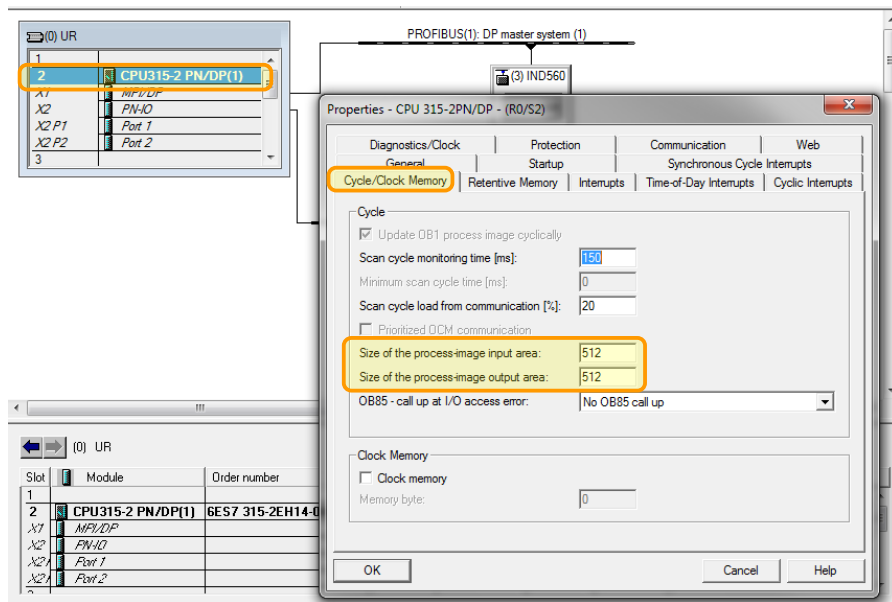 (0) UR
1
2 CPU315-2 PN/DP(1)
X1 MPI/DP
X2 PN-IO
X2 P1 Port 1
X2 P2 Port 2
3
PROFIBUS(1): DP master system (1)
(3) IND560
Properties - CPU 315-2PN/DP - (R0/S2)
Diagnostics/Clock Protection Communication Web
General Startup Synchronous Cycle Interrupts
Cycle/Clock Memory Retentive Memory Interrupts Time-of-Day Interrupts Cyclic Interrupts
Cycle
Update OB1 process image cyclically
Scan cycle monitoring time [ms]: 150
Minimum scan cycle time [ms]: 0
Scan cycle load from communication [%]: 20
Prioritized OCM communication
Size of the process-image input area: 512
Size of the process-image output area: 512
OB85 - call up at I/O access error: No OB85 call up
Clock Memory
Clock memory
Memory byte: 0
OK Cancel Help
(0) UR
Slot Module Order number
1
2 CPU315-2 PN/DP(1) 6ES7 315-2EH14-0
X1 MPI/DP
X2 PN-IO
X2 Port 1
X2 Port 2